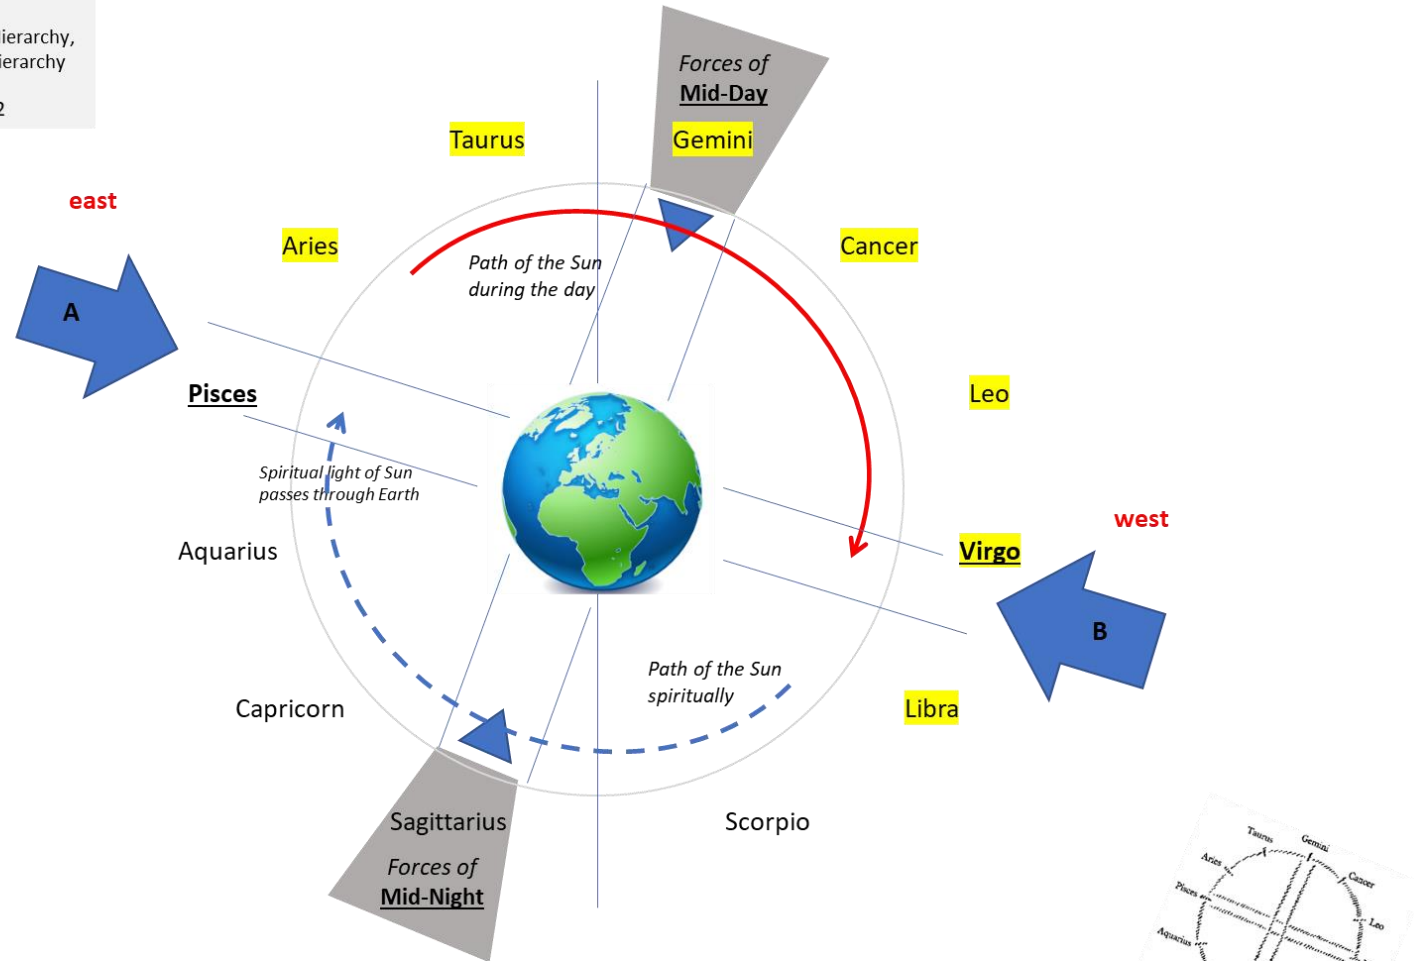 ierarchy,
ierarchy
2
Forces of
Mid-Day
Taurus
Gemini
east
Aries
Cancer
Path of the Sun
during the day
A
Pisces
Leo
Spiritual light of Sun
passes through Earth
west
Aquarius
Virgo
B
Path of the Sun
spiritually
Capricorn
Libra
Sagittarius
Scorpio
Forces of
Mid-Night
Taurus
Gemini
Aries
Cancer
Pisces
Leo
Aquarius